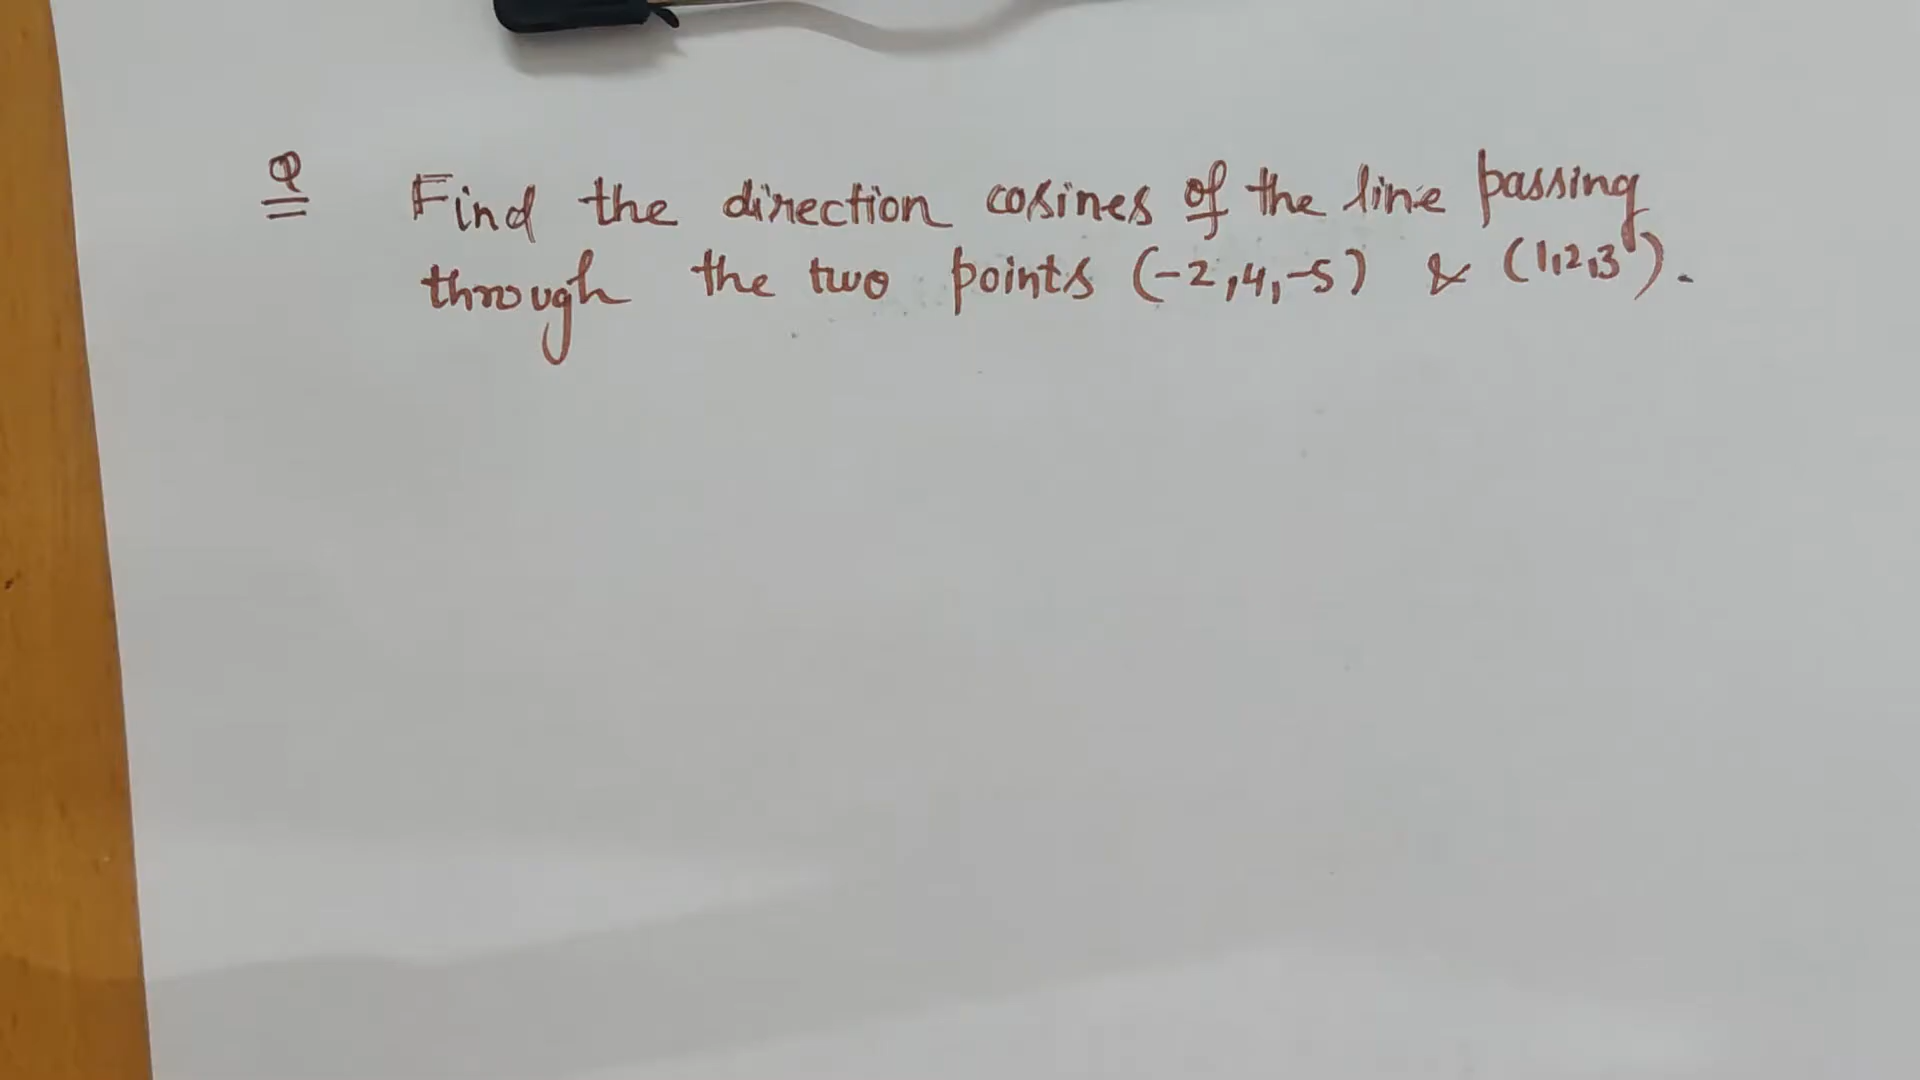 Q Find the direction cosines of the line passing
through the two points (-2,4,-5) & (1,2,3).